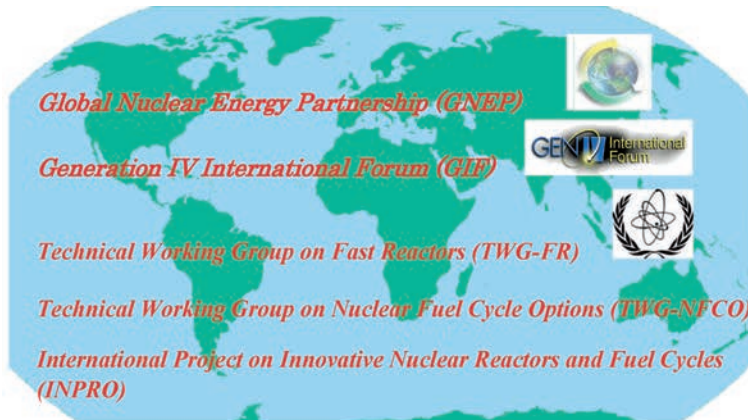 Global Nuclear Energy Partnership (GNEP)
Generation IV International Forum (GIF)
GEN IV International
Forum
Technical Working Group on Fast Reactors (TWG-FR)
Technical Working Group on Nuclear Fuel Cycle Options (TWG-NFCO)
International Project on Innovative Nuclear Reactors and Fuel Cycles
(INPRO)